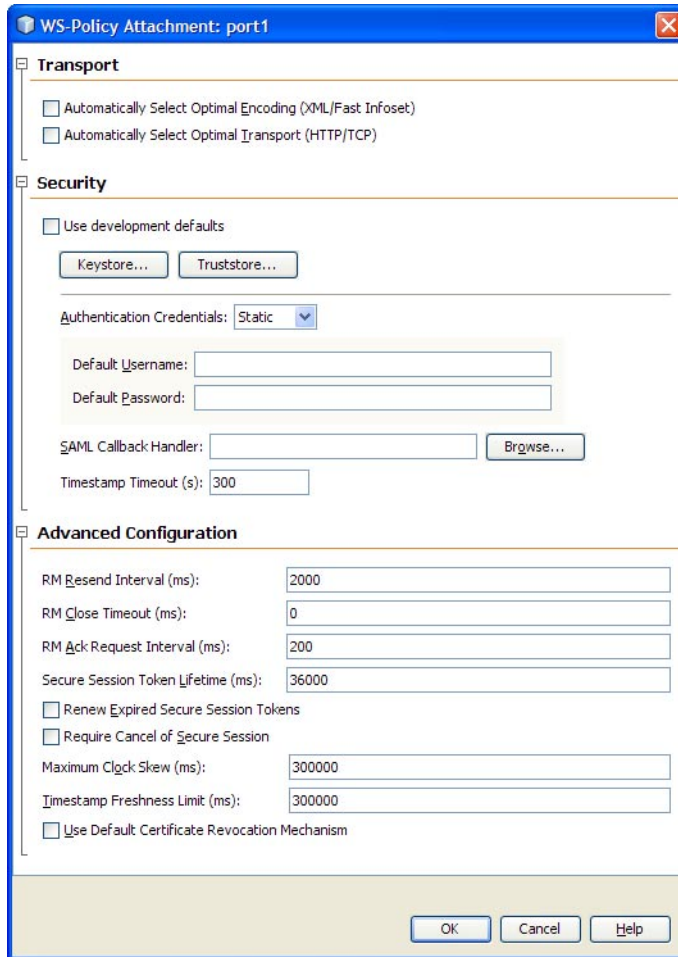 WS-Policy Attachment: port1
Transport
Automatically Select Optimal Encoding (XML/Fast Infoset)
Automatically Select Optimal Transport (HTTP/TCP)
Security
Use development defaults
Keystore... Truststore...
Authentication Credentials: Static
Default Username:
Default Password:
SAML Callback Handler: Browse...
Timestamp Timeout (s): 300
Advanced Configuration
RM Resend Interval (ms): 2000
RM Close Timeout (ms): 0
RM Ack Request Interval (ms): 200
Secure Session Token Lifetime (ms): 36000
Renew Expired Secure Session Tokens
Require Cancel of Secure Session
Maximum Clock Skew (ms): 300000
Timestamp Freshness Limit (ms): 300000
Use Default Certificate Revocation Mechanism
OK Cancel Help